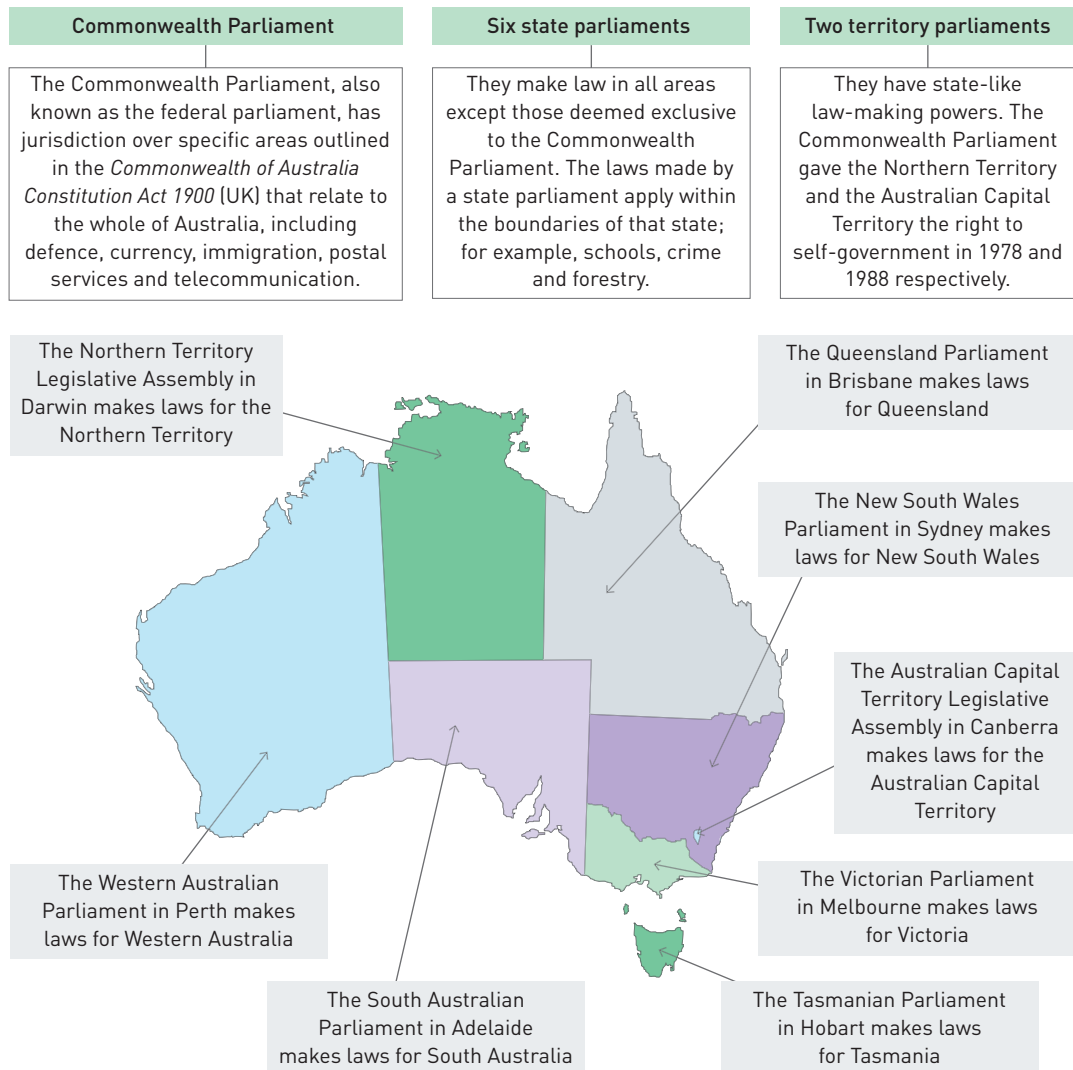 Commonwealth Parliament
The Commonwealth Parliament, also
known as the federal parliament, has
jurisdiction over specific areas outlined
in the Commonwealth of Australia
Constitution Act 1900 (UK) that relate to
the whole of Australia, including
defence, currency, immigration, postal
services and telecommunication.
Six state parliaments
They make law in all areas
except those deemed exclusive
to the Commonwealth
Parliament. The laws made by
a state parliament apply within
the boundaries of that state;
for example, schools, crime
and forestry.
Two territory parliaments
They have state-like
law-making powers. The
Commonwealth Parliament
gave the Northern Territory
and the Australian Capital
Territory the right to
self-government in 1978 and
1988 respectively.
The Northern Territory
Legislative Assembly in
Darwin makes laws for the
Northern Territory
The Queensland Parliament
in Brisbane makes laws
for Queensland
The New South Wales
Parliament in Sydney makes
laws for New South Wales
The Australian Capital
Territory Legislative
Assembly in Canberra
makes laws for the
Australian Capital
Territory
The Western Australian
Parliament in Perth makes
laws for Western Australia
The Victorian Parliament
in Melbourne makes laws
for Victoria
The South Australian
Parliament in Adelaide
makes laws for South Australia
The Tasmanian Parliament
in Hobart makes laws
for Tasmania